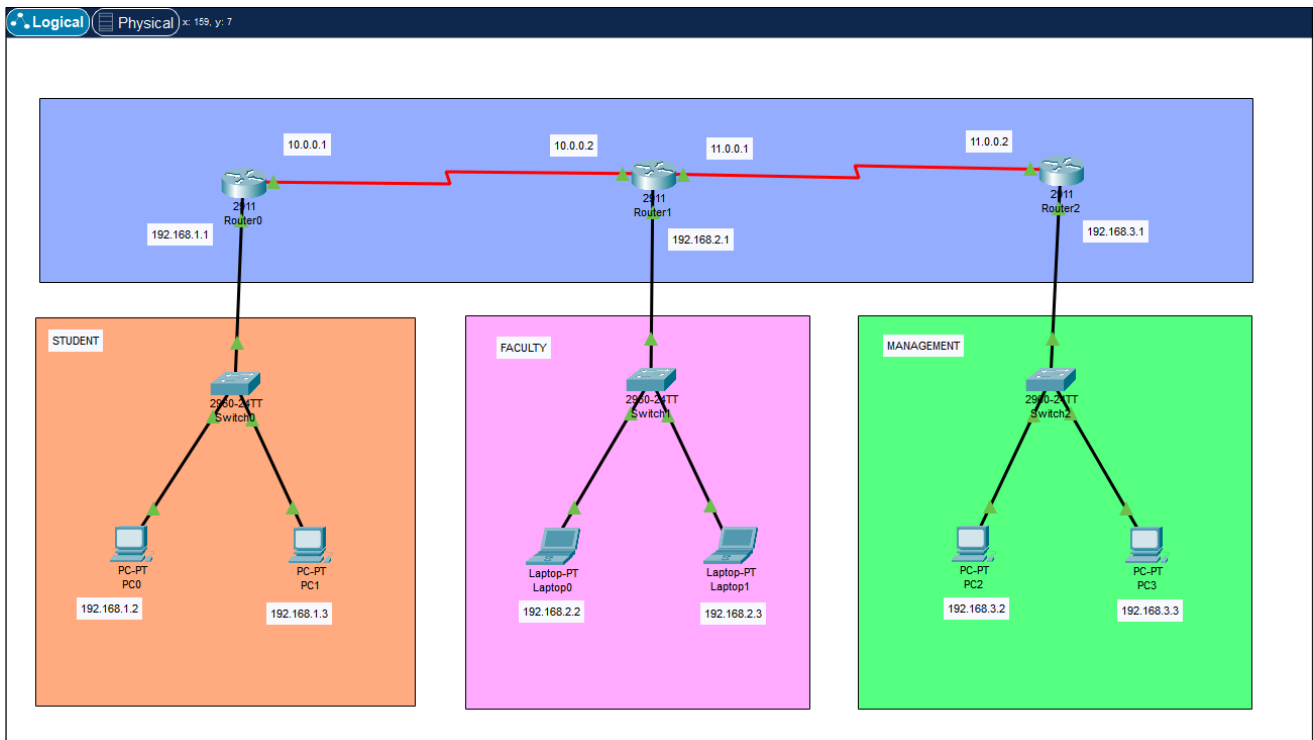 Logical Physical x: 159, y: 7
10.0.0.1
10.0.0.2
11.0.0.1
11.0.0.2
2911
Router0
2911
Router1
2911
Router2
192.168.1.1
192.168.2.1
192.168.3.1
STUDENT
FACULTY
MANAGEMENT
2960-24TT
Switch0
2960-24TT
Switch1
2960-24TT
Switch2
PC-PT
PC0
192.168.1.2
PC-PT
PC1
192.168.1.3
Laptop-PT
Laptop0
192.168.2.2
Laptop-PT
Laptop1
192.168.2.3
PC-PT
PC2
192.168.3.2
PC-PT
PC3
192.168.3.3